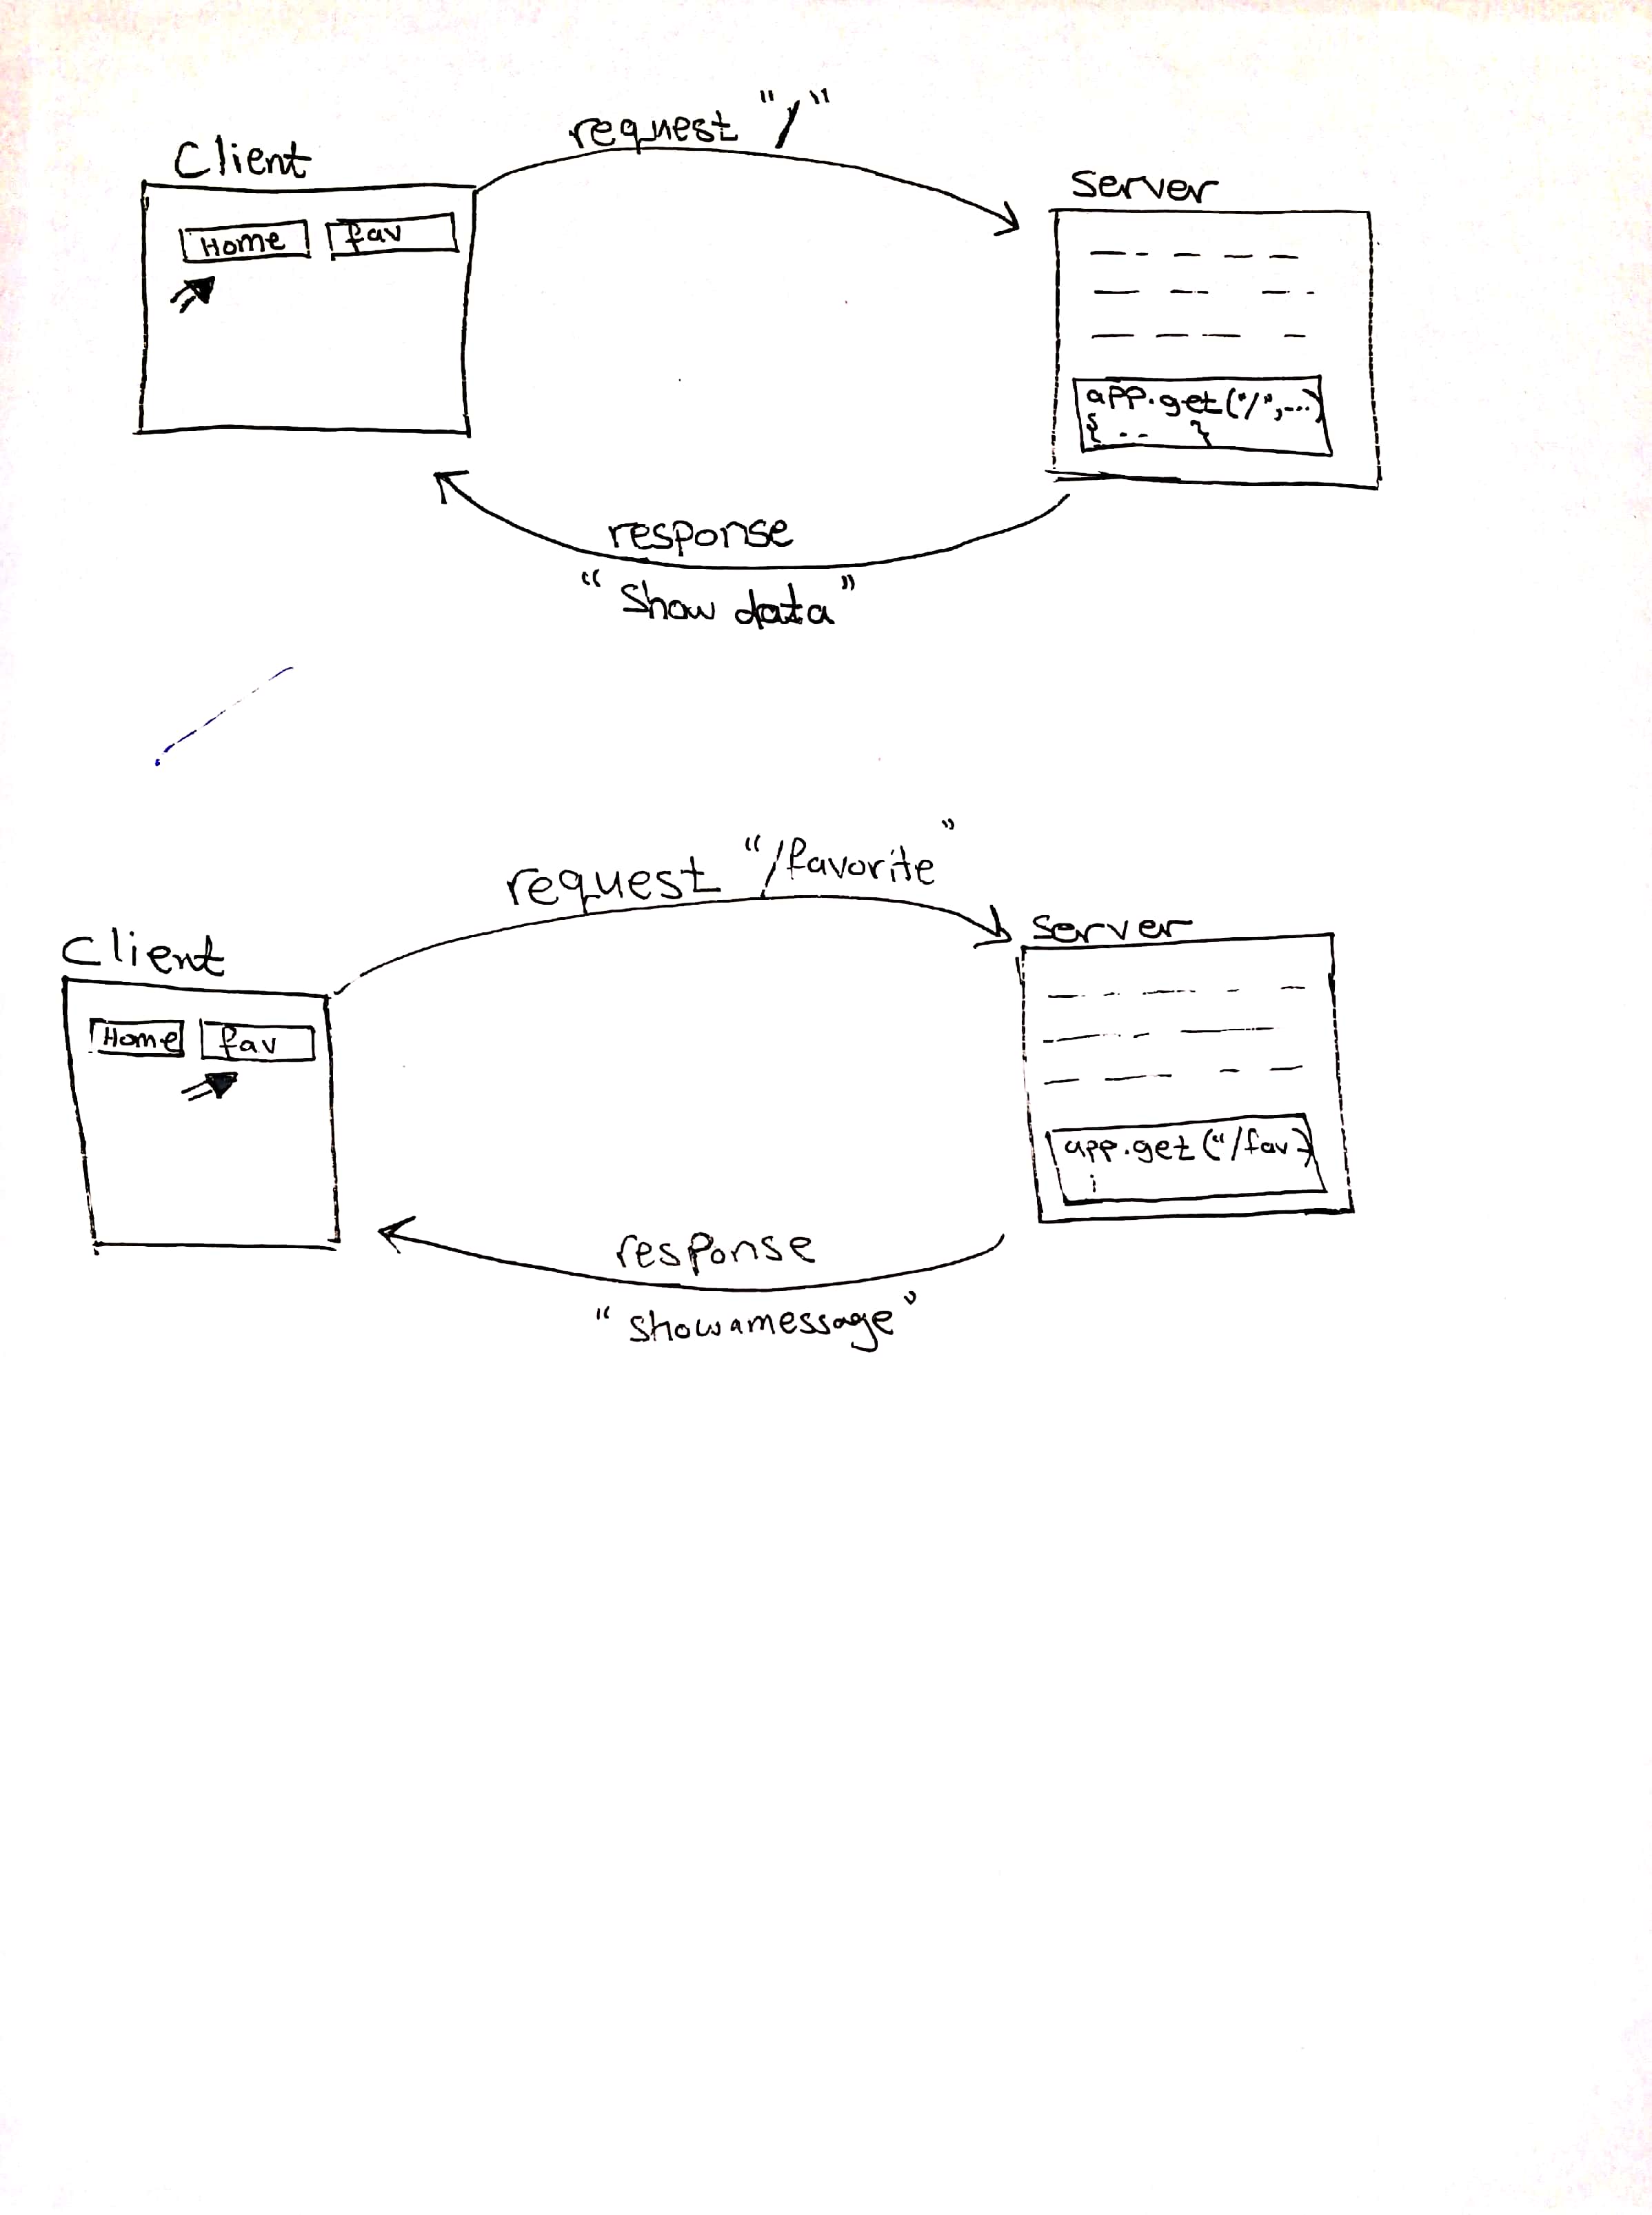 request "/"
Client
server
Home
fav
app.get("/",...)
{ .. }
response
"Show data"
request "/favorite"
server
Client
Home
fav
app.get("/fav)
response
"showamessage"